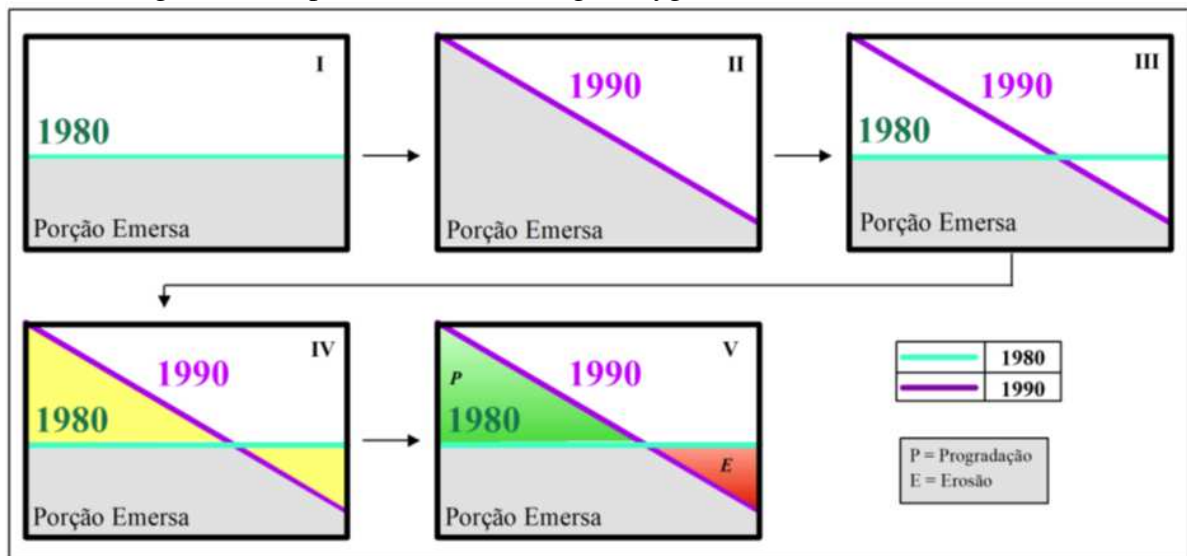 I
1980
Porção Emersa
II
1990
Porção Emersa
III
1990
1980
Porção Emersa
IV
1990
1980
Porção Emersa
V
P
1990
1980
E
Porção Emersa
1980
1990
P = Progradação
E = Erosão